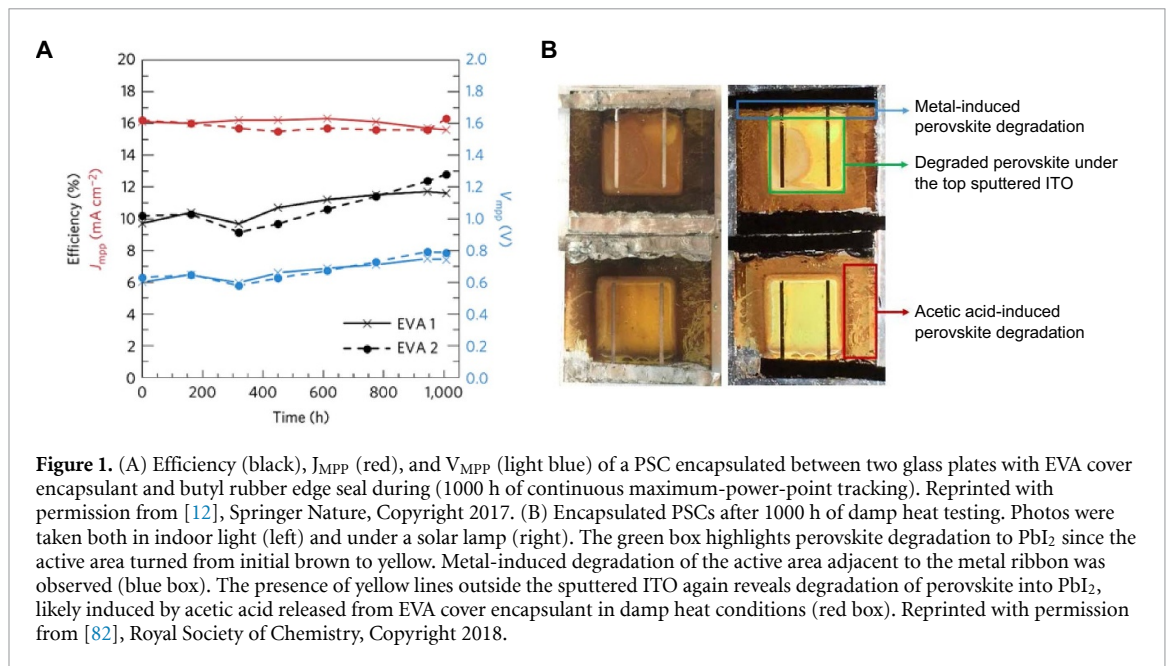 A
20
18
16
14
12
10
8
6
4
2
0
Efficiency (%)
J_mpp (mA cm⁻²)
2.0
1.8
1.6
1.4
1.2
1.0
0.8
0.6
0.4
0.2
0.0
V_mpp (V)
EVA 1
EVA 2
0 200 400 600 800 1,000
Time (h)
B
Metal-induced
perovskite degradation
Degraded perovskite under
the top sputtered ITO
Acetic acid-induced
perovskite degradation
Figure 1. (A) Efficiency (black), J_MPP (red), and V_MPP (light blue) of a PSC encapsulated between two glass plates with EVA cover
encapsulant and butyl rubber edge seal during (1000 h of continuous maximum-power-point tracking). Reprinted with
permission from [12], Springer Nature, Copyright 2017. (B) Encapsulated PSCs after 1000 h of damp heat testing. Photos were
taken both in indoor light (left) and under a solar lamp (right). The green box highlights perovskite degradation to PbI₂ since the
active area turned from initial brown to yellow. Metal-induced degradation of the active area adjacent to the metal ribbon was
observed (blue box). The presence of yellow lines outside the sputtered ITO again reveals degradation of perovskite into PbI₂,
likely induced by acetic acid released from EVA cover encapsulant in damp heat conditions (red box). Reprinted with permission
from [82], Royal Society of Chemistry, Copyright 2018.